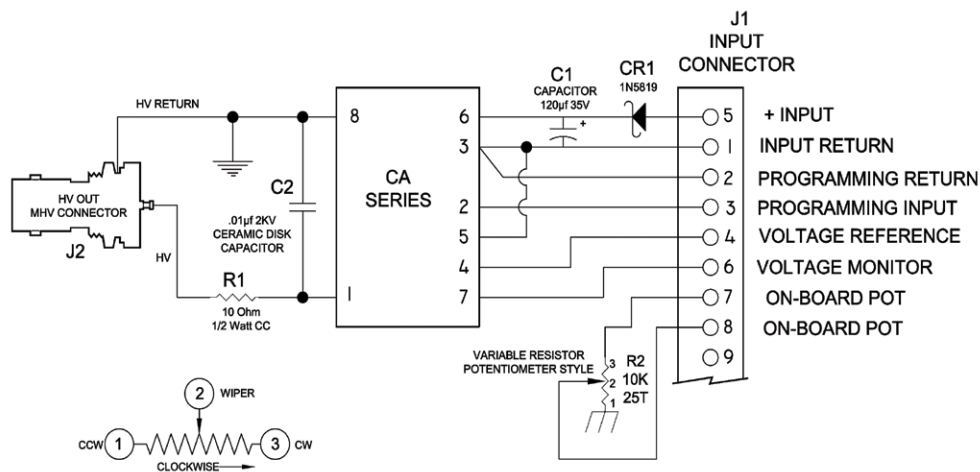 J1
INPUT
CONNECTOR
C1
CAPACITOR
120µf 35V
+
CR1
1N5819
HV RETURN
8
6
5
+ INPUT
3
1
INPUT RETURN
2
PROGRAMMING RETURN
CA
SERIES
C2
.01µf 2KV
CERAMIC DISK
CAPACITOR
HV OUT
MHV CONNECTOR
J2
HV
2
3
PROGRAMMING INPUT
5
4
VOLTAGE REFERENCE
4
6
VOLTAGE MONITOR
R1
10 Ohm
1/2 Watt CC
1
7
7
ON-BOARD POT
8
ON-BOARD POT
9
VARIABLE RESISTOR
POTENTIOMETER STYLE
3
2
1
R2
10K
25T
2
WIPER
CCW
1
3
CW
CLOCKWISE